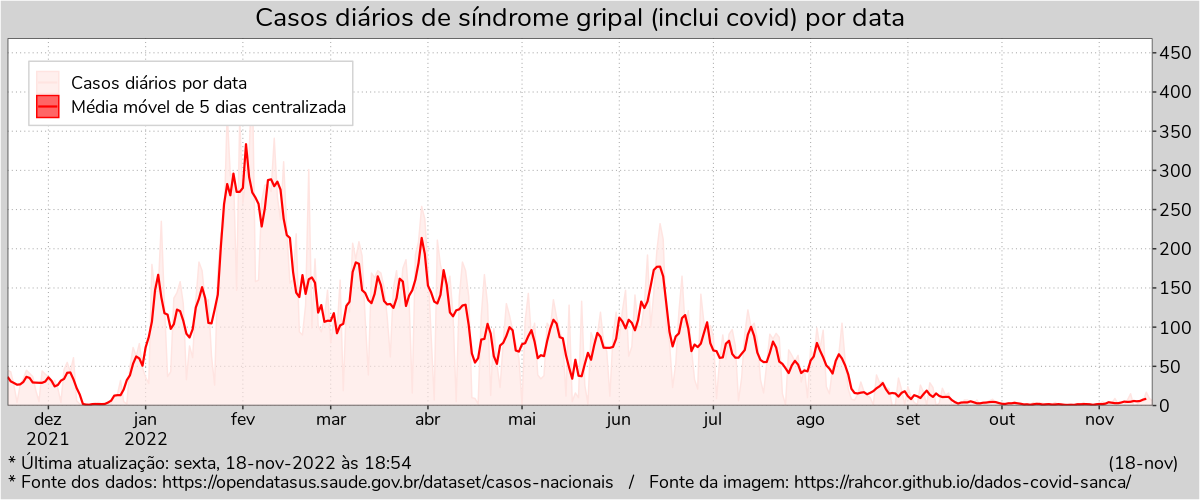 Casos diários de síndrome gripal (inclui covid) por data
Casos diários por data
Média móvel de 5 dias centralizada
450
400
350
300
250
200
150
100
50
0
dez jan fev mar abr mai jun jul ago set out nov
2021 2022
* Última atualização: sexta, 18-nov-2022 às 18:54 (18-nov)
* Fonte dos dados: https://opendatasus.saude.gov.br/dataset/casos-nacionais / Fonte da imagem: https://rahcor.github.io/dados-covid-sanca/